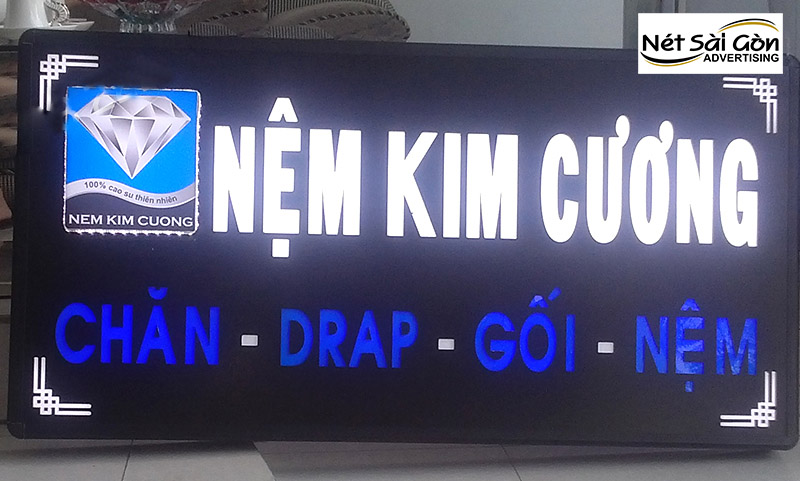 Nét Sài Gòn
ADVERTISING
NỆM KIM CƯƠNG
100% cao su thiên nhiên
NEM KIM CUONG
CHĂN - DRAP - GỐI - NỆM